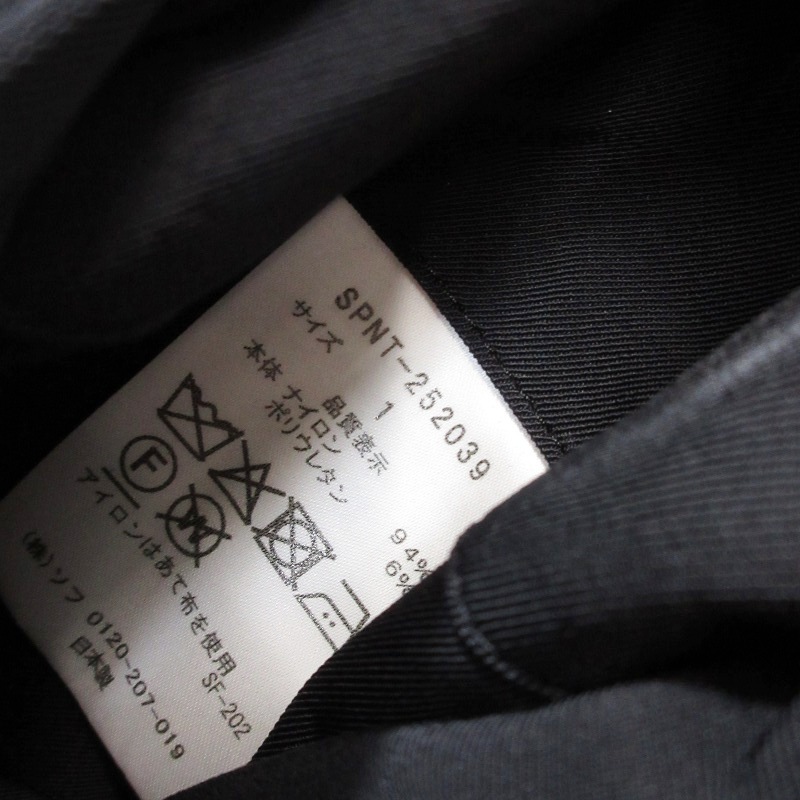 SPNT-252039
サイズ 1
品質表示
本体 ナイロン 94%
ポリウレタン 6%
F W
アイロンはあて布を使用
SF-202
(株)ソフ 0120-207-019
日本製